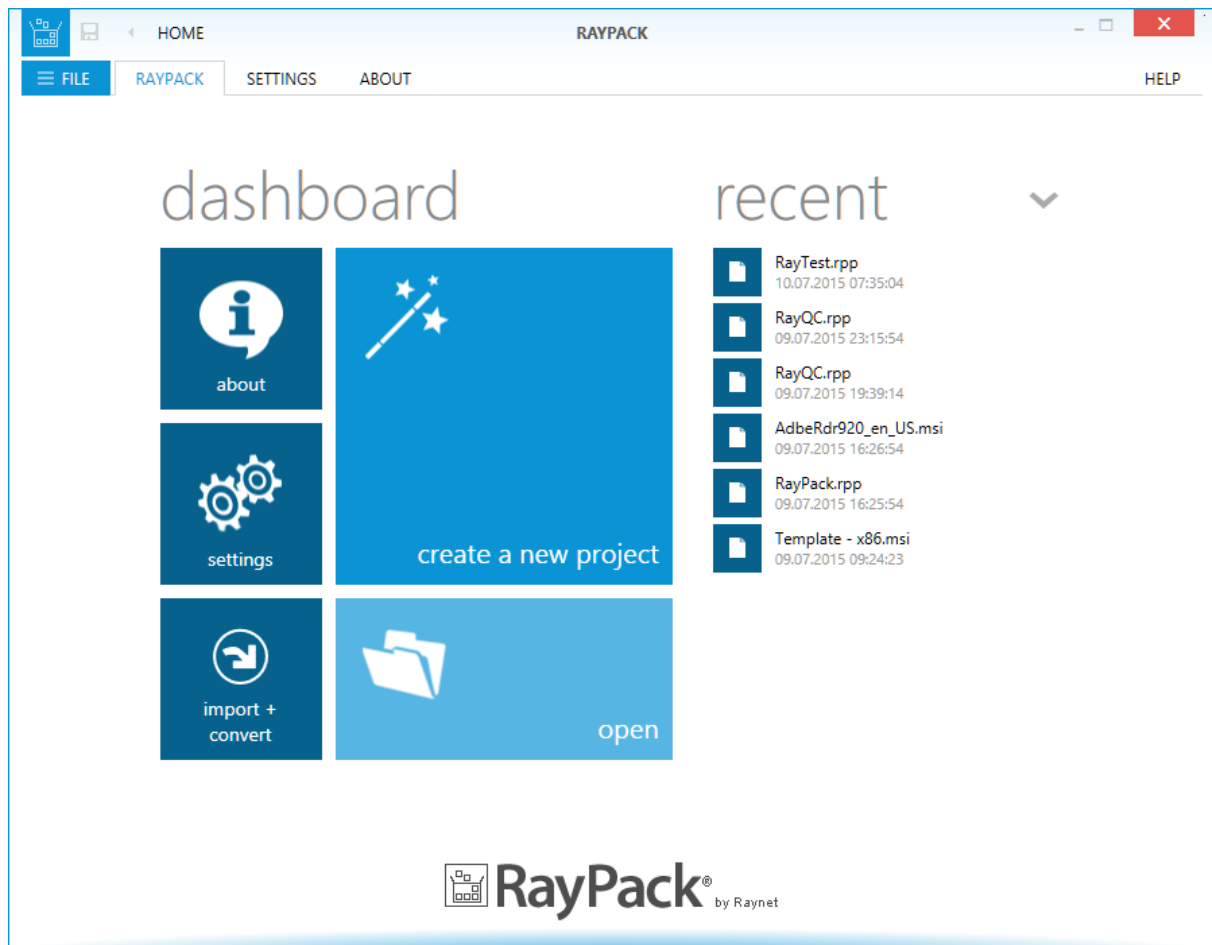 HOME
RAYPACK
FILE
RAYPACK
SETTINGS
ABOUT
HELP
dashboard
about
settings
import +
convert
create a new project
open
recent
RayTest.rpp
10.07.2015 07:35:04
RayQC.rpp
09.07.2015 23:15:54
RayQC.rpp
09.07.2015 19:39:14
AdbeRdr920_en_US.msi
09.07.2015 16:26:54
RayPack.rpp
09.07.2015 16:25:54
Template - x86.msi
09.07.2015 09:24:23
RayPack® by Raynet